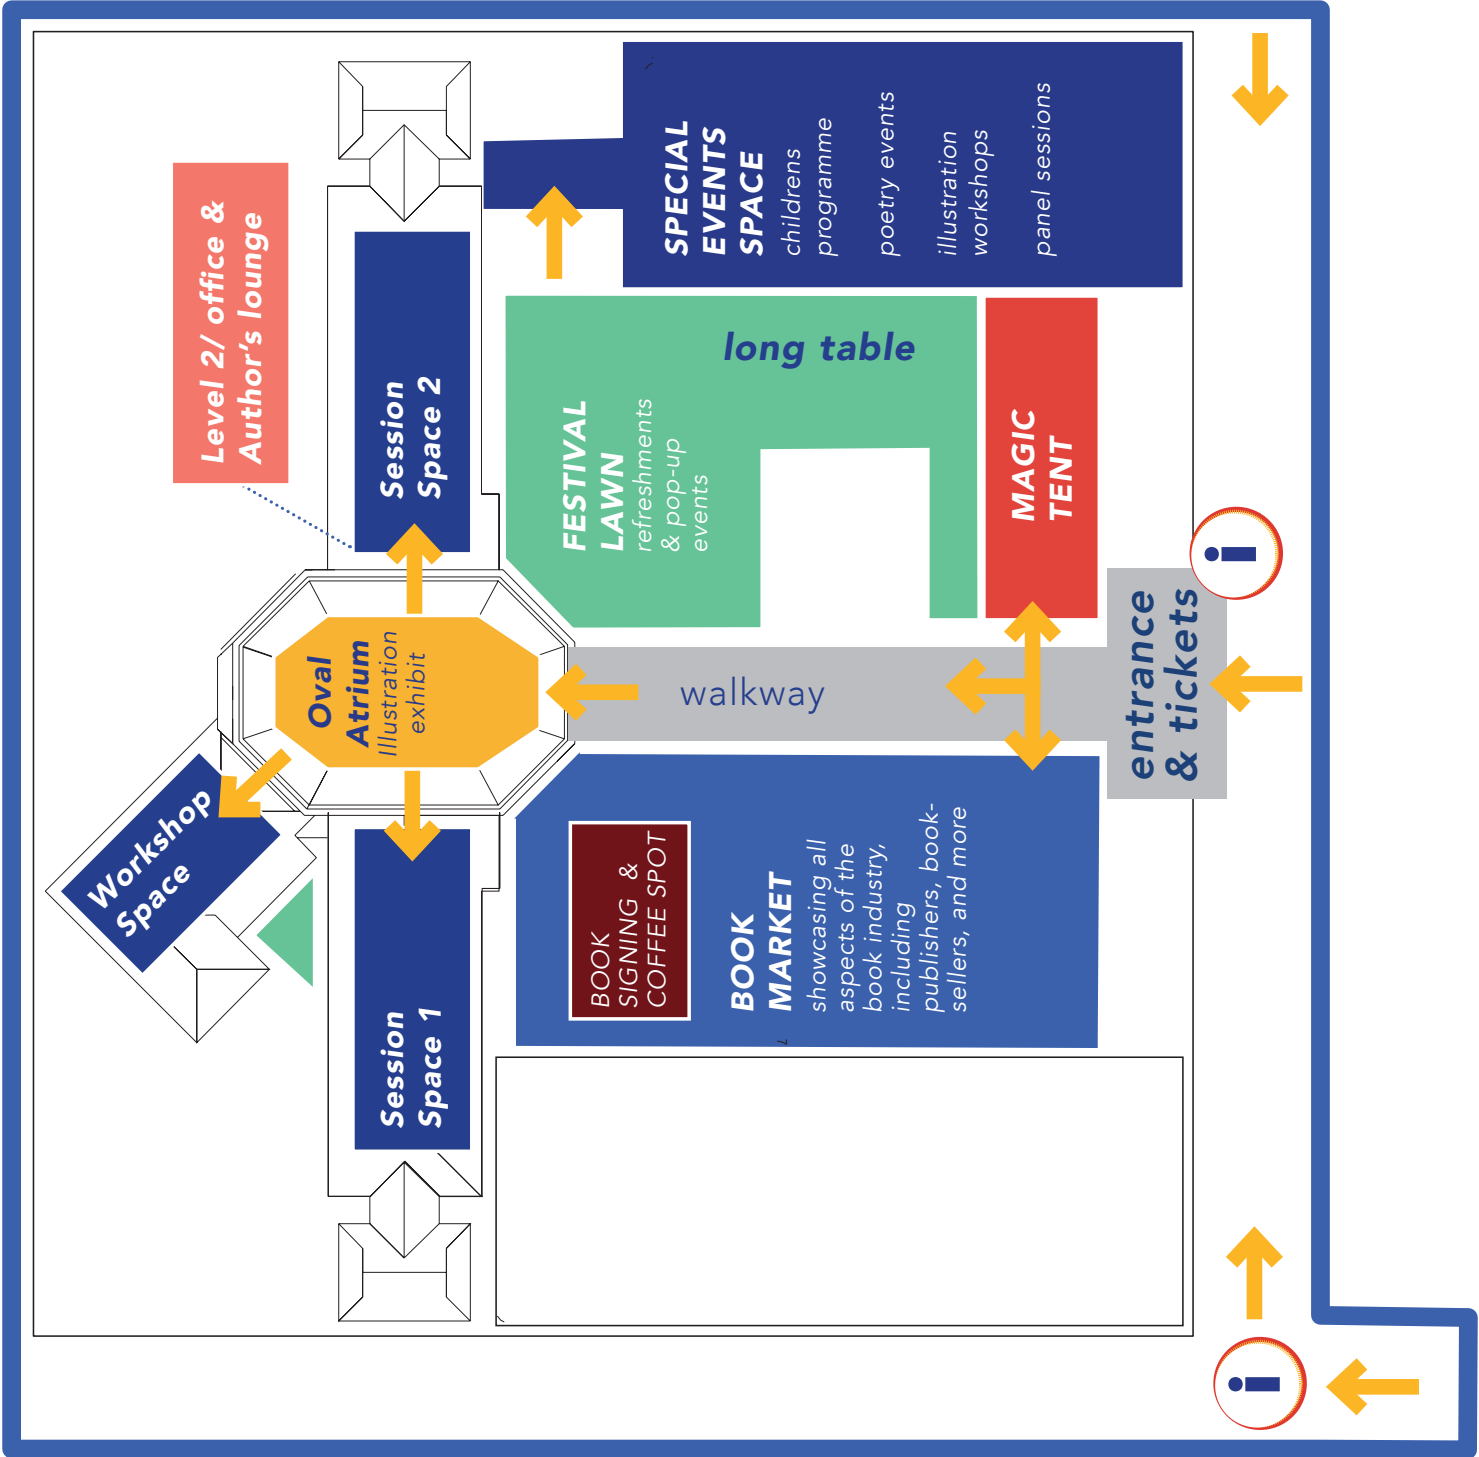 Level 2/ office &
Author's lounge
Workshop
Space
Session
Space 1
Oval
Atrium
Illustration
exhibit
Session
Space 2
BOOK
SIGNING &
COFFEE SPOT
BOOK
MARKET
showcasing all
aspects of the
book industry,
including
publishers, book-
sellers, and more
walkway
FESTIVAL
LAWN
refreshments
& pop-up
events
long table
MAGIC
TENT
SPECIAL
EVENTS
SPACE
childrens
programme
poetry events
illustration
workshops
panel sessions
entrance
& tickets
i
i